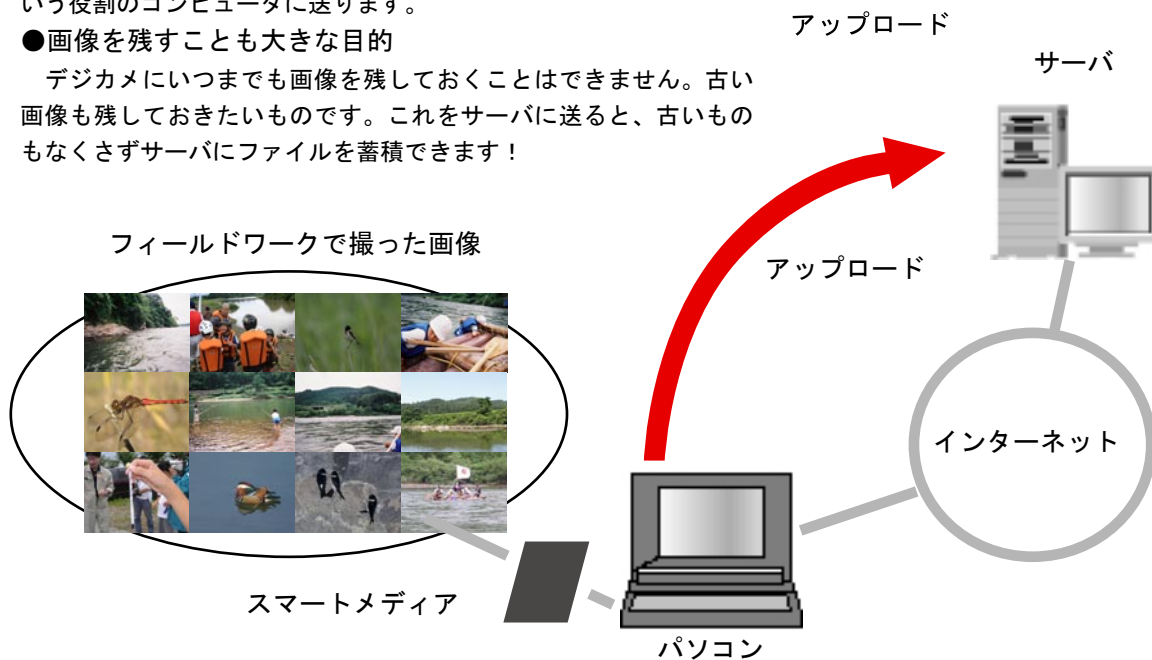 いう役割のコンピュータに送ります。
●画像を残すことも大きな目的
　デジカメにいつまでも画像を残しておくことはできません。古い
画像も残しておきたいものです。これをサーバに送ると、古いもの
もなくさずサーバにファイルを蓄積できます！
アップロード
サーバ
フィールドワークで撮った画像
アップロード
インターネット
スマートメディア
パソコン